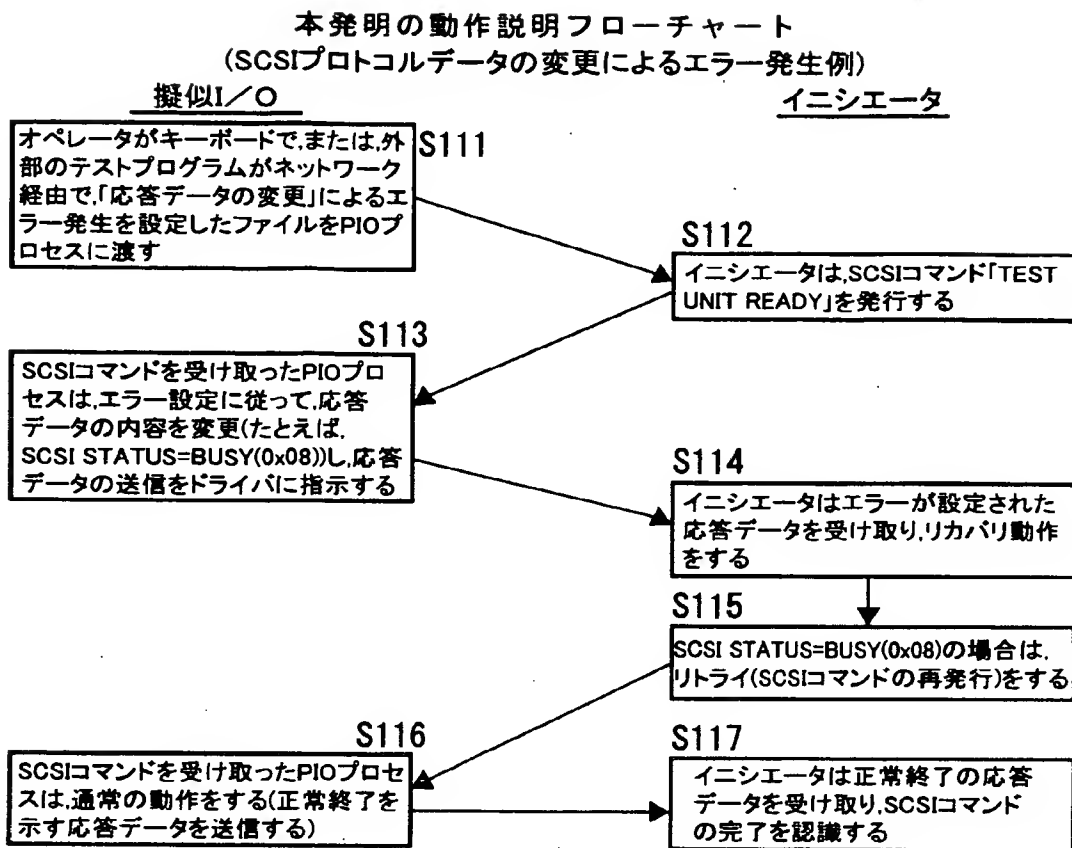 本発明の動作説明フローチャート
(SCSIプロトコルデータの変更によるエラー発生例)
擬似I/O
イニシエータ
S111
オペレータがキーボードで,または,外
部のテストプログラムがネットワーク
経由で,「応答データの変更」によるエ
ラー発生を設定したファイルをPIOプ
ロセスに渡す
S112
イニシエータは,SCSIコマンド「TEST
UNIT READY」を発行する
S113
SCSIコマンドを受け取ったPIOプロ
セスは,エラー設定に従って,応答
データの内容を変更(たとえば,
SCSI STATUS=BUSY(0x08))し,応答
データの送信をドライバに指示する
S114
イニシエータはエラーが設定された
応答データを受け取り,リカバリ動作
をする
S115
SCSI STATUS=BUSY(0x08)の場合は,
リトライ(SCSIコマンドの再発行)をする
S116
SCSIコマンドを受け取ったPIOプロセ
スは,通常の動作をする(正常終了を
示す応答データを送信する)
S117
イニシエータは正常終了の応答
データを受け取り,SCSIコマンド
の完了を認識する